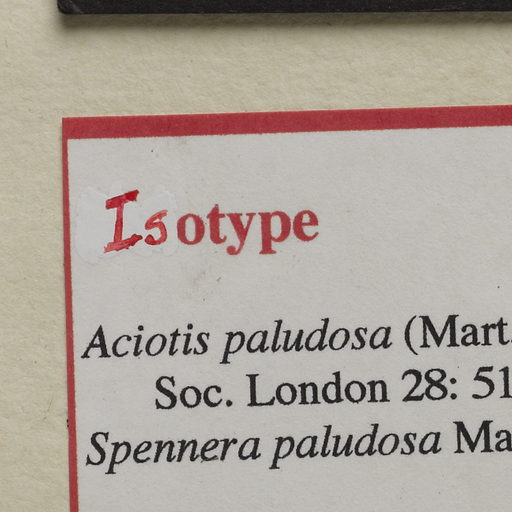 Isotype
Aciotis paludosa (Mart.
Soc. London 28: 51
Spennera paludosa Ma